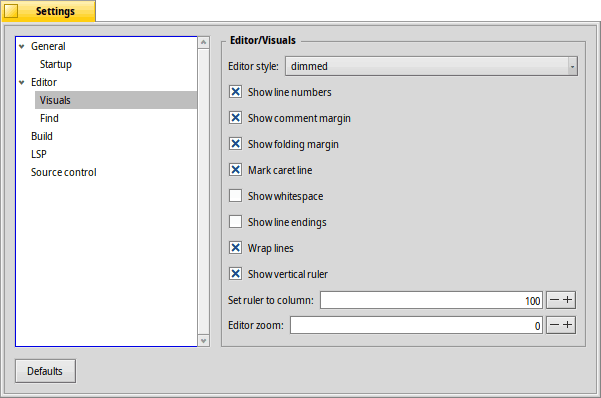 Settings
General
Startup
Editor
Visuals
Find
Build
LSP
Source control
Editor/Visuals
Editor style: dimmed
Show line numbers
Show comment margin
Show folding margin
Mark caret line
Show whitespace
Show line endings
Wrap lines
Show vertical ruler
Set ruler to column: 100
Editor zoom: 0
Defaults